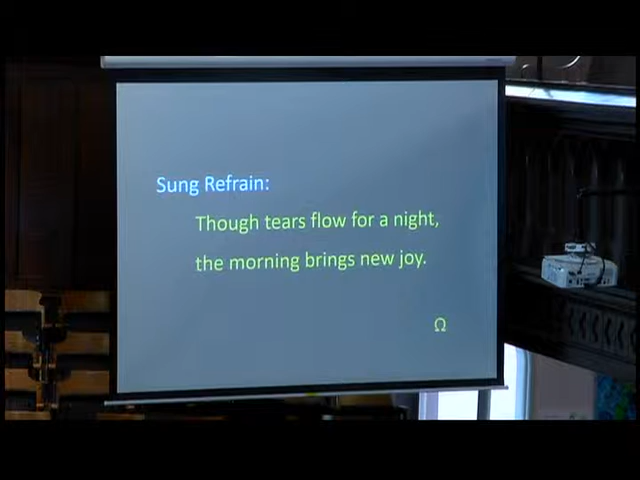 Sung Refrain:
Though tears flow for a night,
the morning brings new joy.
Ω